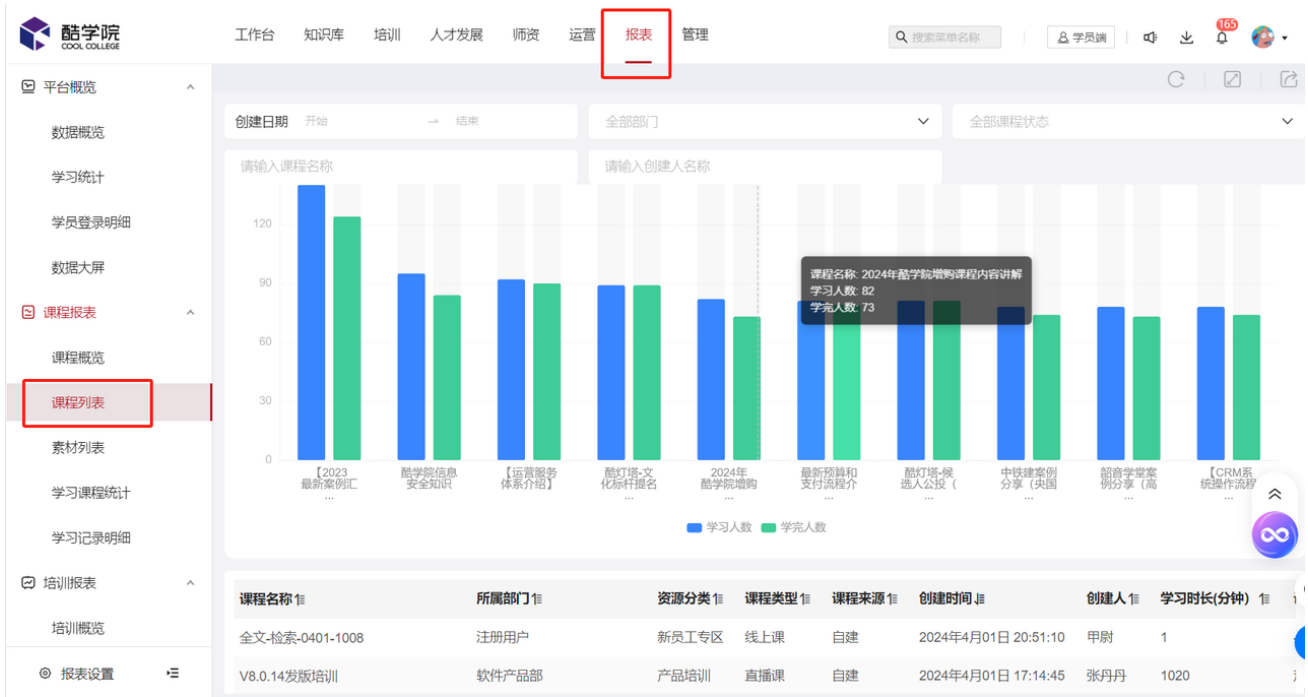 酷学院
COOL COLLEGE
工作台 知识库 培训 人才发展 师资 运营 报表 管理
搜索菜单名称
学员端
165
平台概览
数据概览
学习统计
学员登录明细
数据大屏
课程报表
课程概览
课程列表
素材列表
学习课程统计
学习记录明细
培训报表
培训概览
报表设置
创建日期 开始 → 结束
全部部门
全部课程状态
请输入课程名称
请输入创建人名称
120
90
60
30
0
课程名称: 2024年酷学院增购课程内容讲解
学习人数: 82
学完人数: 73
【2023
最新案例汇
...
酷学院信息
安全知识
【运营服务
体系介绍】
酷灯塔-文
化标杆提名
...
2024年
酷学院增购
...
最新预算和
支付流程介
...
酷灯塔-候
选人公投（
...
中铁建案例
分享（央国
...
韶音学堂案
例分享（高
...
【CRM系
统操作流程
...
学习人数 学完人数
课程名称 所属部门 资源分类 课程类型 课程来源 创建时间 创建人 学习时长(分钟)
全文-检索-0401-1008 注册用户 新员工专区 线上课 自建 2024年4月01日 20:51:10 甲尉 1
V8.0.14发版培训 软件产品部 产品培训 直播课 自建 2024年4月01日 17:14:45 张丹丹 1020